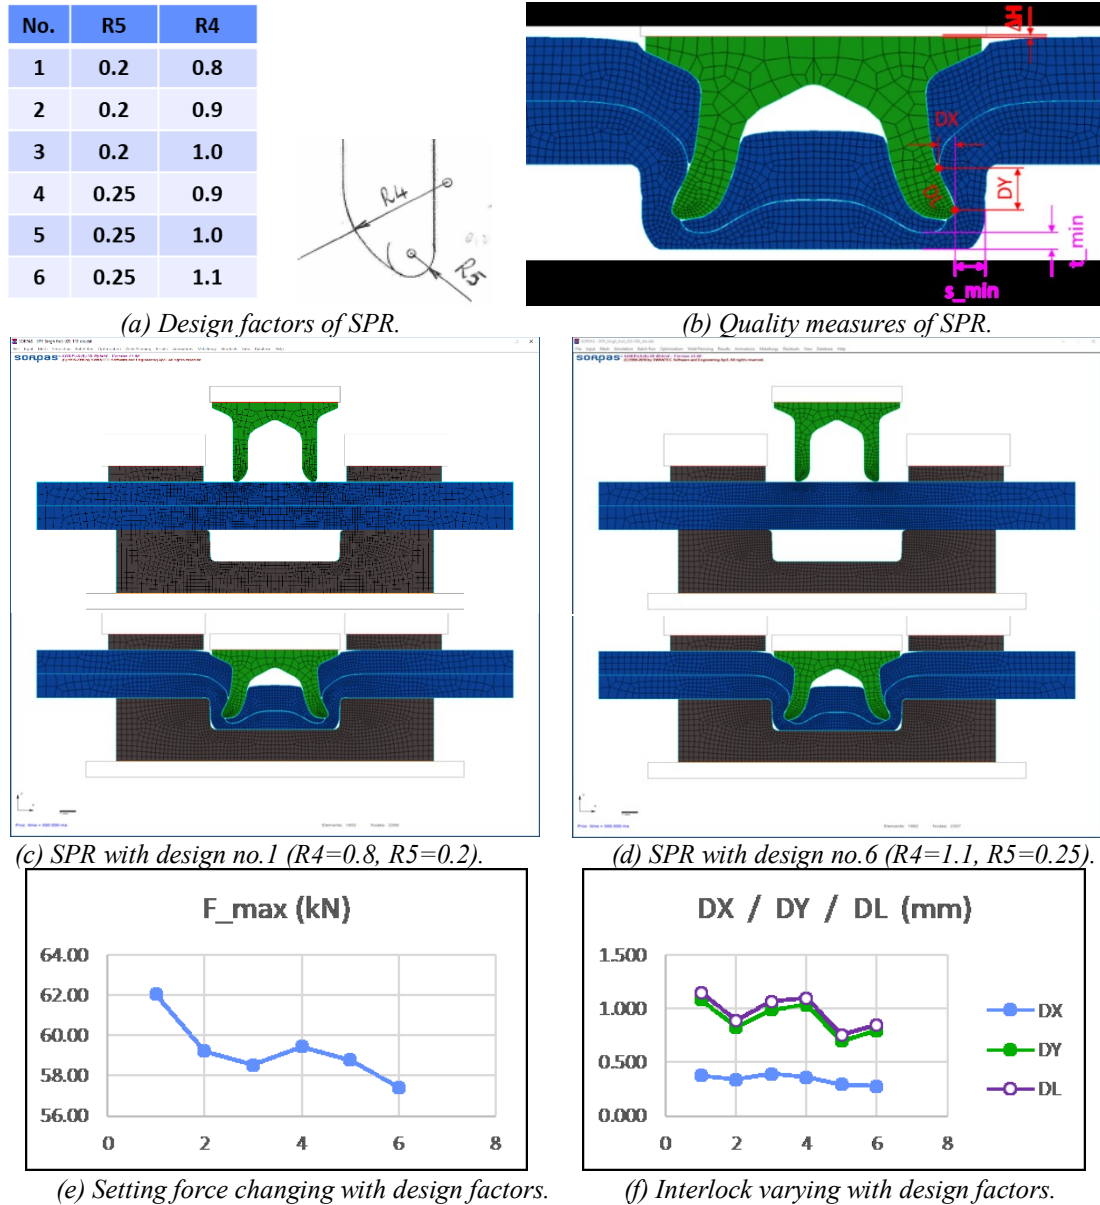 No. R5 R4
1 0.2 0.8
2 0.2 0.9
3 0.2 1.0
4 0.25 0.9
5 0.25 1.0
6 0.25 1.1
R4
R5
ΔH
DX
DL
DY
t_min
s_min
(a) Design factors of SPR.
(b) Quality measures of SPR.
SORPAS
SORPAS
(c) SPR with design no.1 (R4=0.8, R5=0.2).
(d) SPR with design no.6 (R4=1.1, R5=0.25).
F_max (kN)
64.00
62.00
60.00
58.00
56.00
0 2 4 6 8
DX / DY / DL (mm)
1.500
1.000
0.500
0.000
0 2 4 6 8
DX
DY
DL
(e) Setting force changing with design factors.
(f) Interlock varying with design factors.